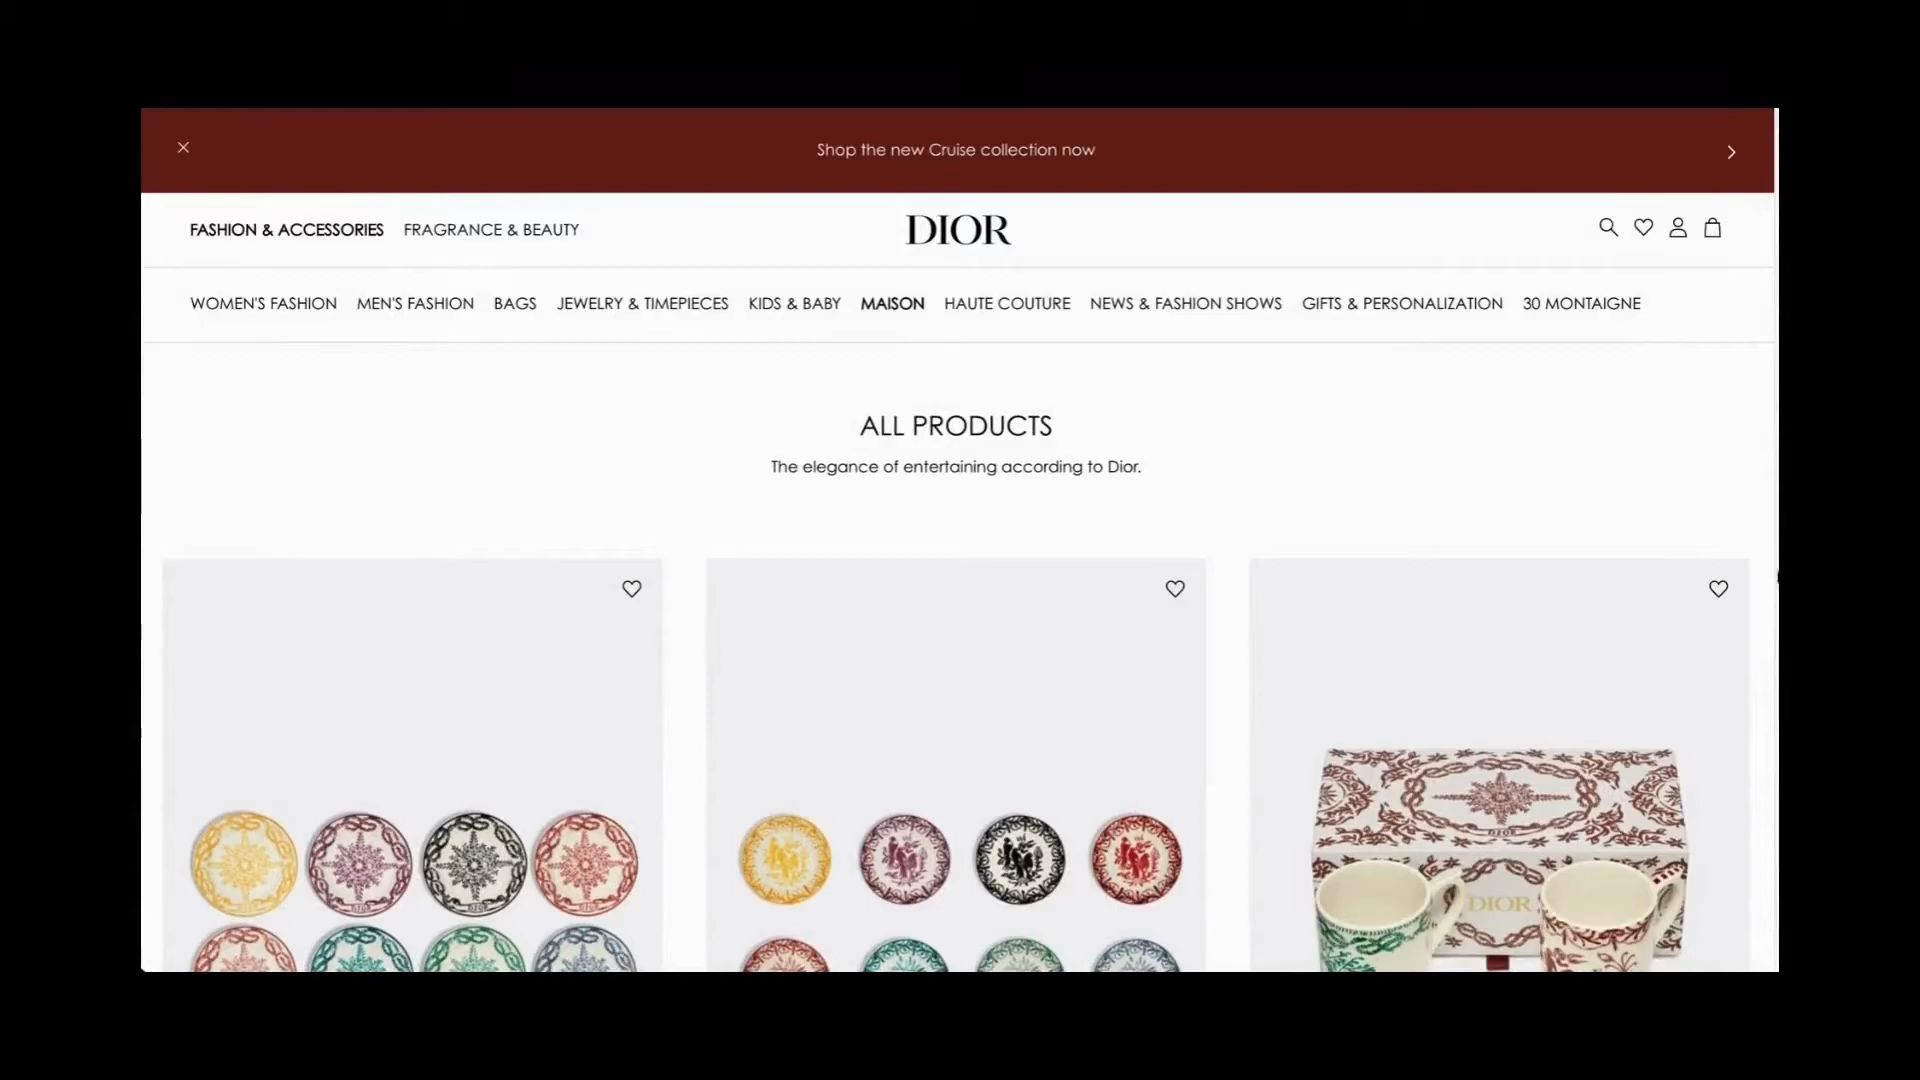 Shop the new Cruise collection now
FASHION & ACCESSORIES FRAGRANCE & BEAUTY DIOR
WOMEN'S FASHION MEN'S FASHION BAGS JEWELRY & TIMEPIECES KIDS & BABY MAISON HAUTE COUTURE NEWS & FASHION SHOWS GIFTS & PERSONALIZATION 30 MONTAIGNE
ALL PRODUCTS
The elegance of entertaining according to Dior.
DIOR
DIOR